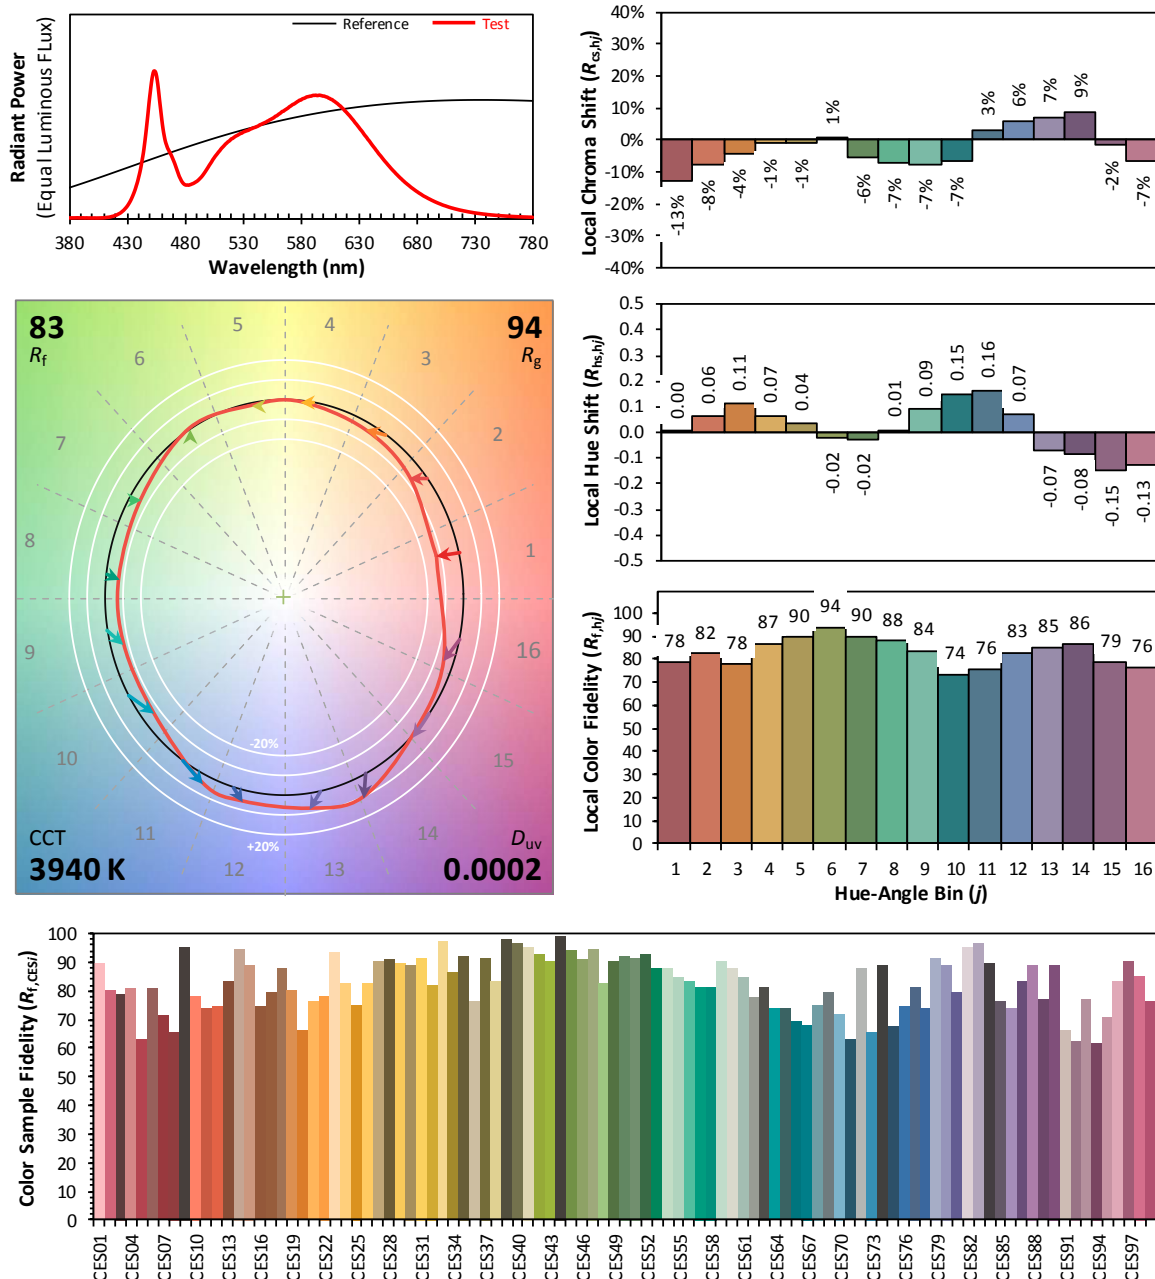 Reference
Test
Radiant Power
(Equal Luminous FLux)
380 430 480 530 580 630 680 730 780
Wavelength (nm)
Local Chroma Shift (Rcs,hj)
40%
30%
20%
10%
0%
-10%
-20%
-30%
-40%
-13% -8% -4% -1% -1% 1% -6% -7% -7% -7% 3% 6% 7% 9% -2% -7%
83
Rf
94
Rg
5 4
6 3
7 2
8 1
9 16
10 15
11 14
12 13
-20%
+20%
CCT
3940 K
Duv
0.0002
Local Hue Shift (Rhs,hj)
0.5
0.4
0.3
0.2
0.1
0.0
-0.1
-0.2
-0.3
-0.4
-0.5
0.00 0.06 0.11 0.07 0.04 -0.02 -0.02 0.01 0.09 0.15 0.16 0.07 -0.07 -0.08 -0.15 -0.13
Local Color Fidelity (Rf,hj)
100
90
80
70
60
50
40
30
20
10
0
78 82 78 87 90 94 90 88 84 74 76 83 85 86 79 76
1 2 3 4 5 6 7 8 9 10 11 12 13 14 15 16
Hue-Angle Bin (j)
Color Sample Fidelity (Rf,CESi)
100
90
80
70
60
50
40
30
20
10
0
CES01 CES04 CES07 CES10 CES13 CES16 CES19 CES22 CES25 CES28 CES31 CES34 CES37 CES40 CES43 CES46 CES49 CES52 CES55 CES58 CES61 CES64 CES67 CES70 CES73 CES76 CES79 CES82 CES85 CES88 CES91 CES94 CES97